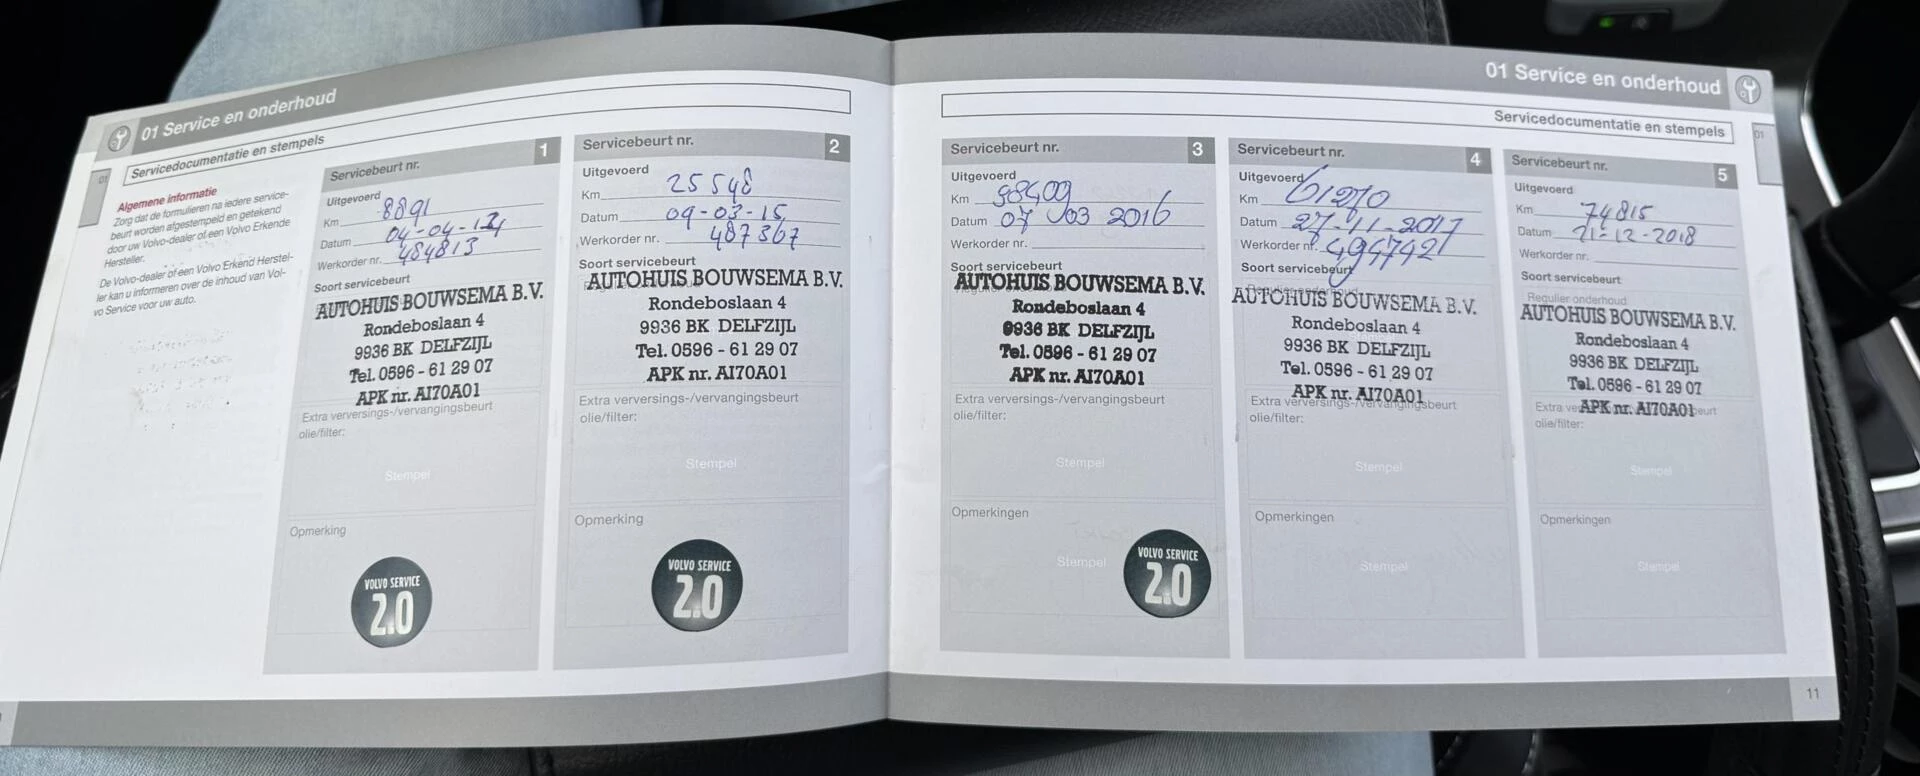 01 Service en onderhoud
Servicedocumentatie en stempels
01
Algemene informatie
Zorg dat de formulieren na iedere service-
beurt worden afgestempeld en getekend
door uw Volvo-dealer of een Volvo Erkende
Hersteller.
De Volvo-dealer of een Volvo Erkend Herstel-
ler kan u informeren over de inhoud van Vol-
vo Service voor uw auto.
Servicebeurt nr. 1
Uitgevoerd
Km 8891
Datum 04-04-14
Werkorder nr. 484813
Soort servicebeurt
AUTOHUIS BOUWSEMA B.V.
Rondeboslaan 4
9936 BK DELFZIJL
Tel. 0596 - 61 29 07
APK nr. AI70A01
Extra verversings-/vervangingsbeurt
olie/filter:
Stempel
Opmerking
VOLVO SERVICE
2.0
Servicebeurt nr. 2
Uitgevoerd
Km 25548
Datum 09-03-15
Werkorder nr. 487367
Soort servicebeurt
AUTOHUIS BOUWSEMA B.V.
Rondeboslaan 4
9936 BK DELFZIJL
Tel. 0596 - 61 29 07
APK nr. AI70A01
Extra verversings-/vervangingsbeurt
olie/filter:
Stempel
Opmerking
VOLVO SERVICE
2.0
01 Service en onderhoud
Servicedocumentatie en stempels
01
Servicebeurt nr. 3
Uitgevoerd
Km 38409
Datum 07 03 2016
Werkorder nr.
Soort servicebeurt
Regulier onderhoud
AUTOHUIS BOUWSEMA B.V.
Rondeboslaan 4
9936 BK DELFZIJL
Tel. 0596 - 61 29 07
APK nr. AI70A01
Extra verversings-/vervangingsbeurt
olie/filter:
Stempel
Opmerkingen
Stempel
VOLVO SERVICE
2.0
Servicebeurt nr. 4
Uitgevoerd
Km 61270
Datum 27-11-2017
Werkorder nr.
Soort servicebeurt
Regulier onderhoud
AUTOHUIS BOUWSEMA B.V.
Rondeboslaan 4
9936 BK DELFZIJL
Tel. 0596 - 61 29 07
APK nr. AI70A01
Extra verversings-/vervangingsbeurt
olie/filter:
Stempel
Opmerkingen
Stempel
Servicebeurt nr. 5
Uitgevoerd
Km 74815
Datum 21-12-2018
Werkorder nr.
Soort servicebeurt
Regulier onderhoud
AUTOHUIS BOUWSEMA B.V.
Rondeboslaan 4
9936 BK DELFZIJL
Tel. 0596 - 61 29 07
APK nr. AI70A01
olie/filter:
Stempel
Opmerkingen
Stempel
11